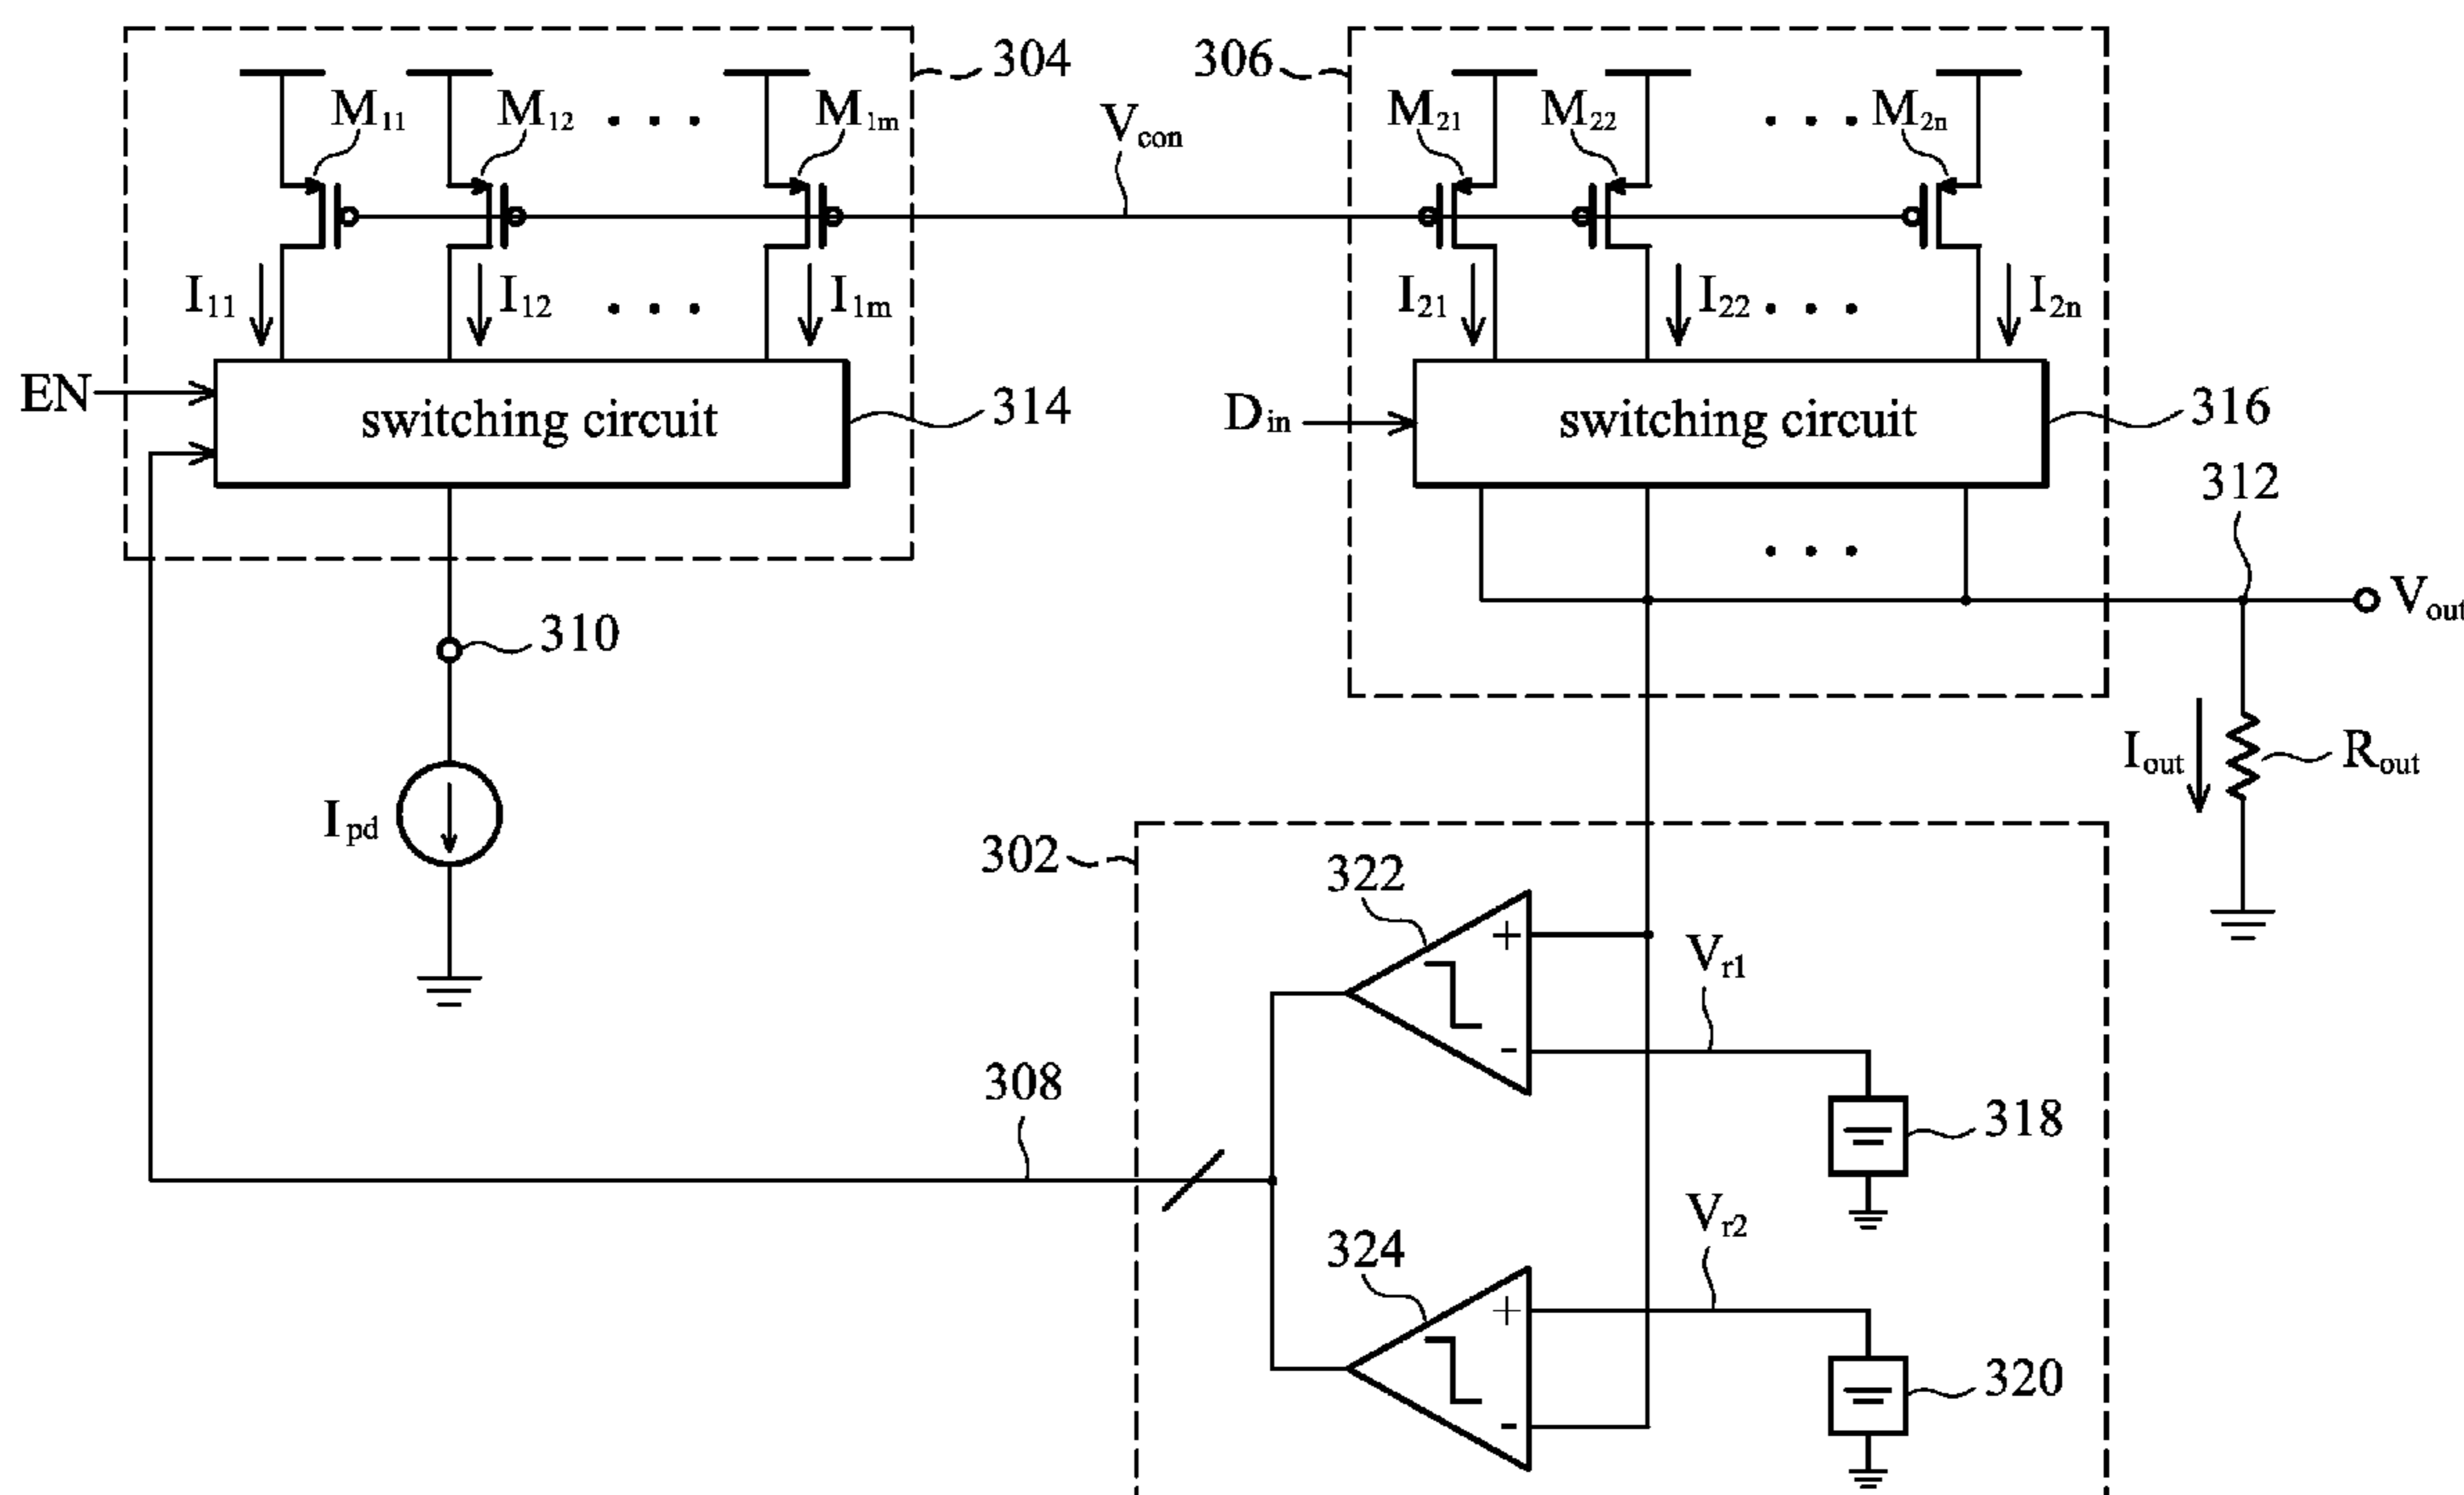 304
306
M11
M12
. . .
M1m
Vcon
M21
M22
. . .
M2n
I11
I12
. . .
I1m
I21
I22
. . .
I2n
EN
switching circuit
314
Din
switching circuit
316
312
. . .
Vout
310
Ipd
Iout
Rout
302
322
+
Vr1
-
308
318
Vr2
324
+
320
-